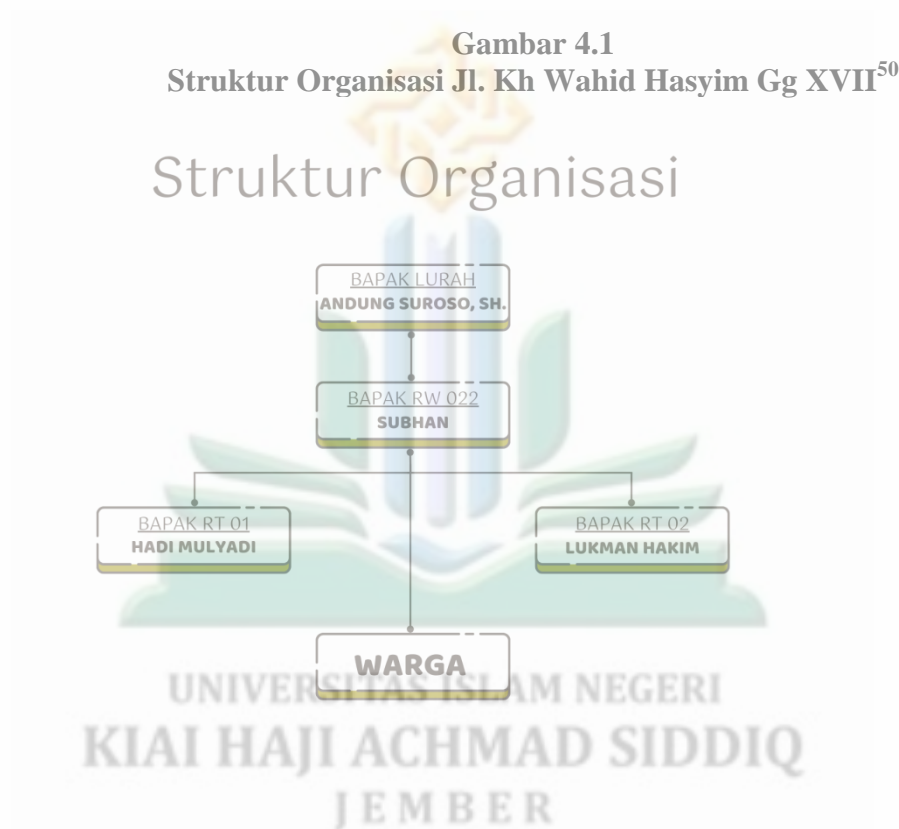 Gambar 4.1
Struktur Organisasi Jl. Kh Wahid Hasyim Gg XVII50
Struktur Organisasi
BAPAK LURAH
ANDUNG SUROSO, SH.
BAPAK RW 022
SUBHAN
BAPAK RT 01
HADI MULYADI
BAPAK RT 02
LUKMAN HAKIM
WARGA
UNIVERSITAS ISLAM NEGERI
KIAI HAJI ACHMAD SIDDIQ
JEMBER